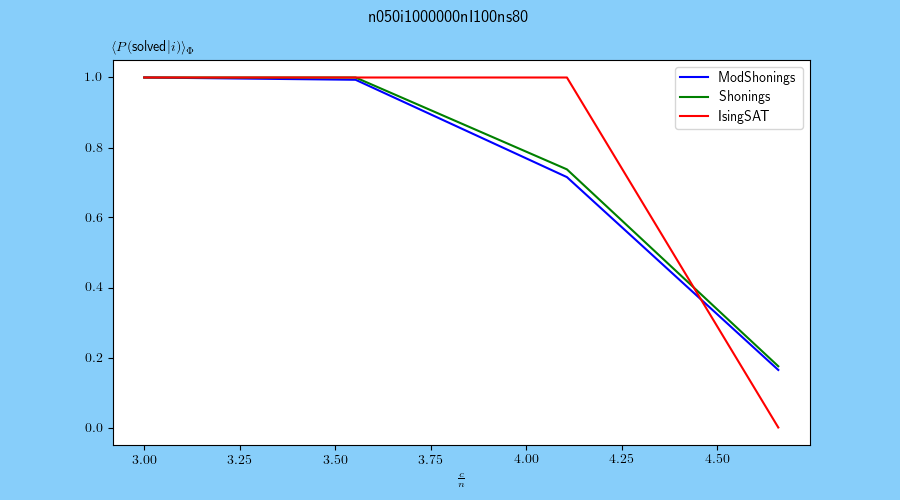 n050i1000000nl100ns80
⟨P(solved|i)⟩Φ
1.0
0.8
0.6
0.4
0.2
0.0
3.00 3.25 3.50 3.75 4.00 4.25 4.50
c/n
ModShonings
Shonings
IsingSAT